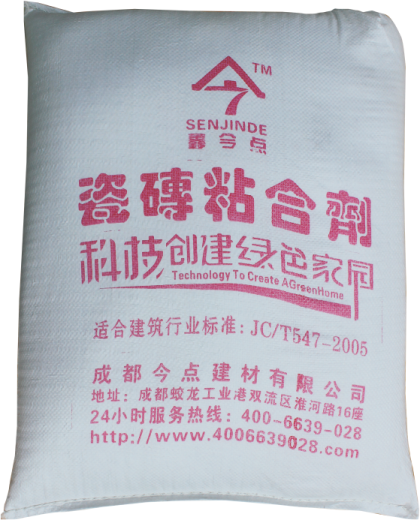 TM
SENJINDE
鑫今点
瓷磚粘合劑
科技创建绿色家园
Technology To Create AGreenHome
适合建筑行业标准：JC/T547-2005
成都今点建材有限公司
地址：成都蛟龙工业港双流区淮河路16座
24小时服务热线：400-6639-028
http://www.4006639028.com